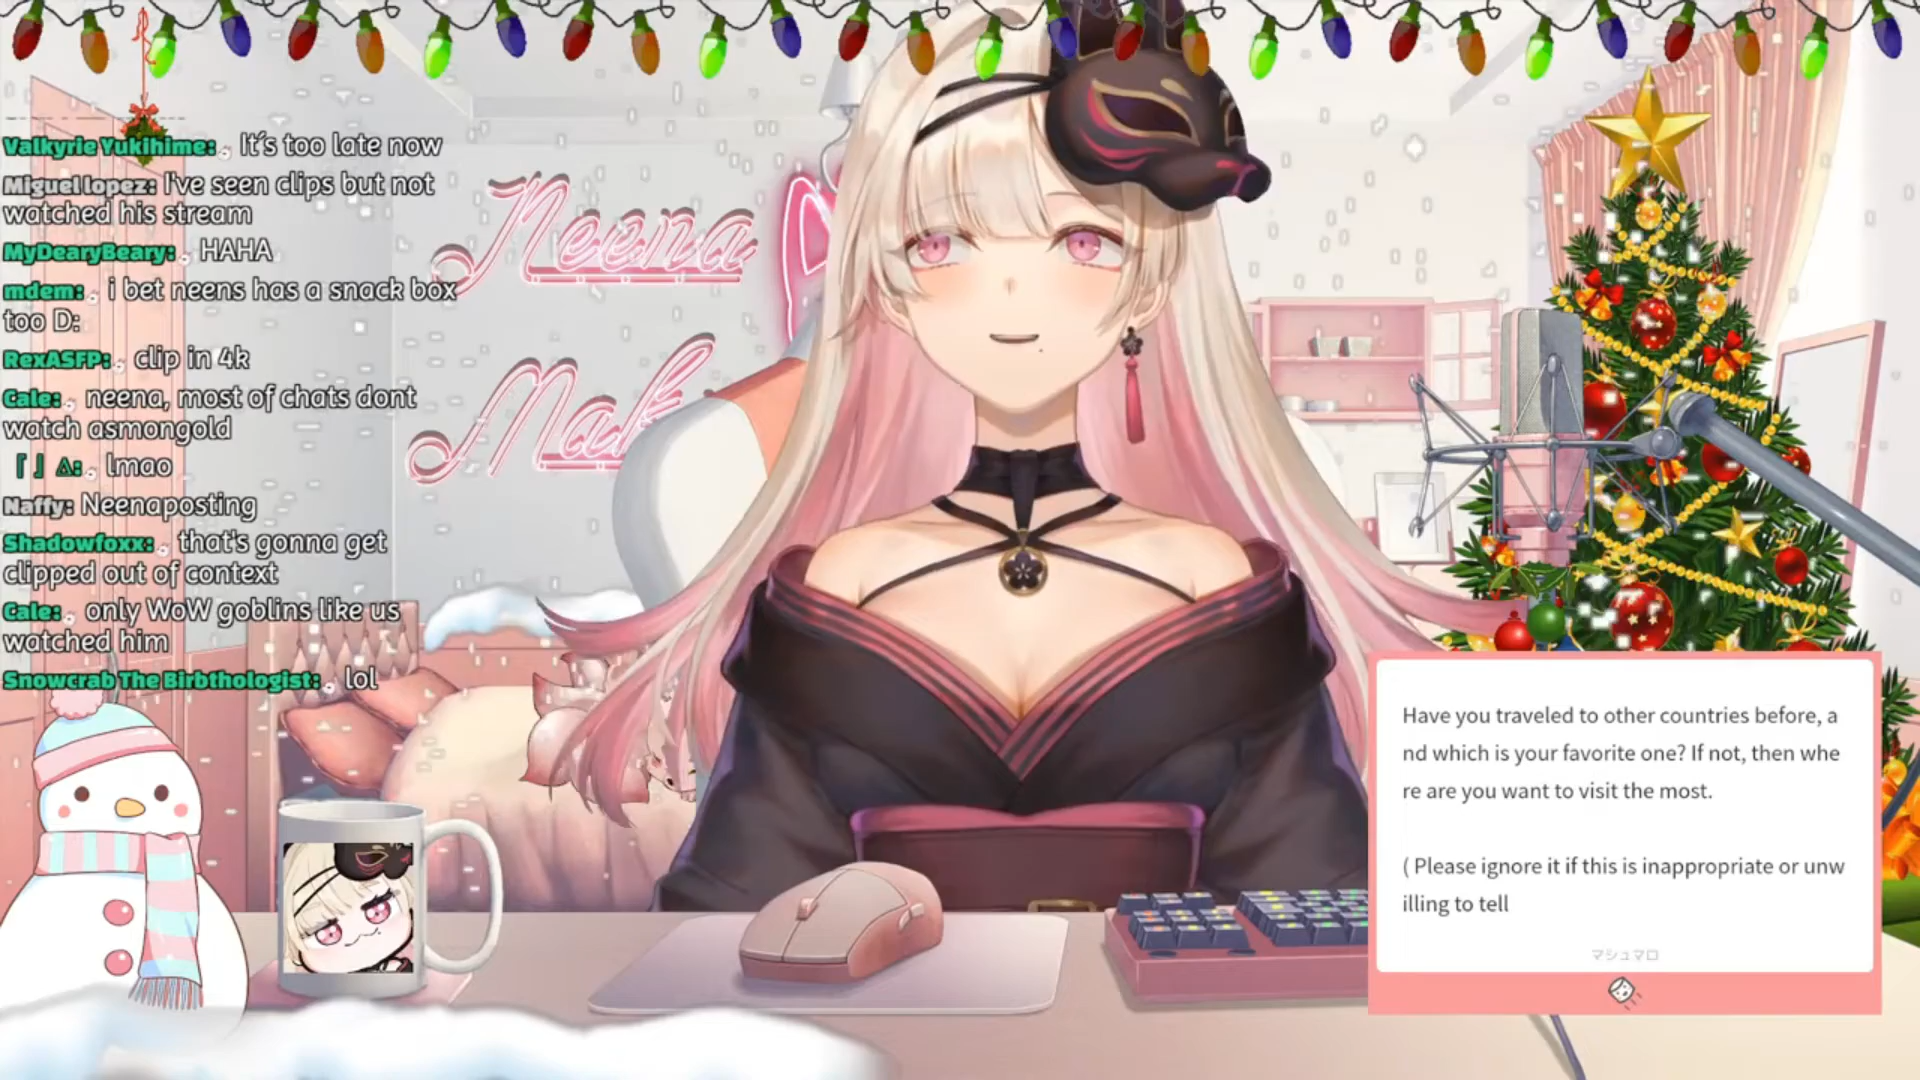 Neena
Mak
Valkyrie Yukihime: It's too late now
Miguel lopez: I've seen clips but not
watched his stream
MyDearyBeary: HAHA
mdem: i bet neens has a snack box
too D:
RexASFP: clip in 4k
Cale: neena, most of chats dont
watch asmongold
「 」 Δ: lmao
Naffy: Neenaposting
Shadowfoxx: that's gonna get
clipped out of context
Cale: only WoW goblins like us
watched him
Snowcrab The Birbthologist: lol
Have you traveled to other countries before, a
nd which is your favorite one? If not, then whe
re are you want to visit the most.
( Please ignore it if this is inappropriate or unw
illing to tell
マシュマロ